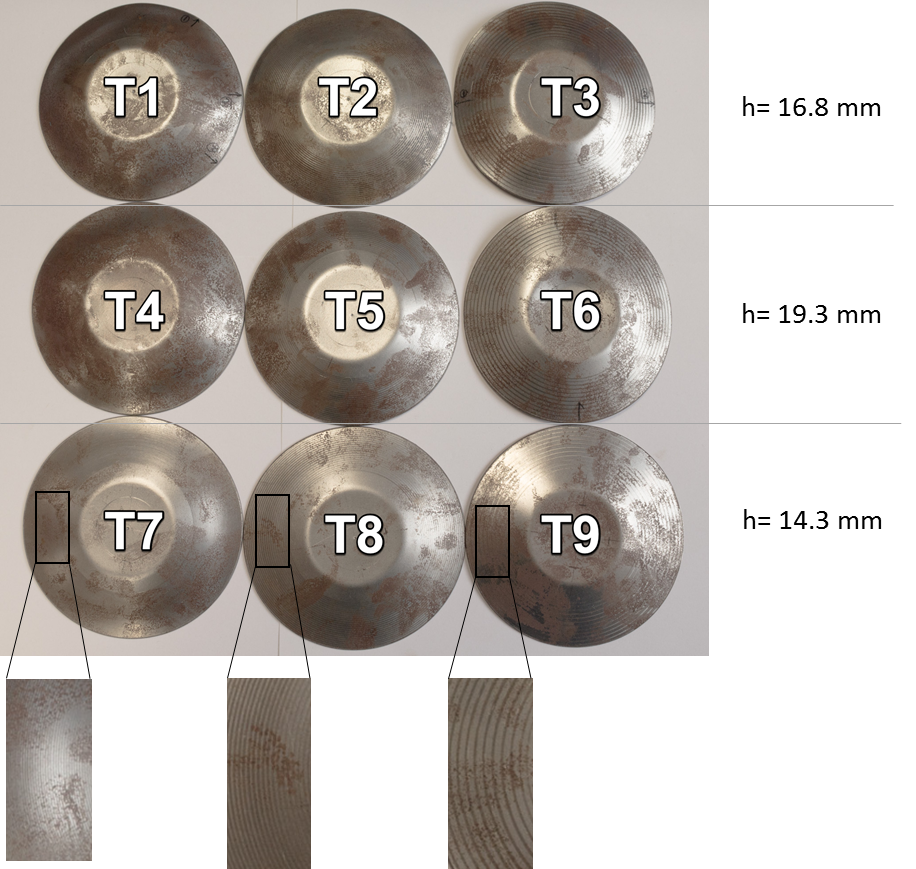 T1 T2 T3 h= 16.8 mm
T4 T5 T6 h= 19.3 mm
T7 T8 T9 h= 14.3 mm